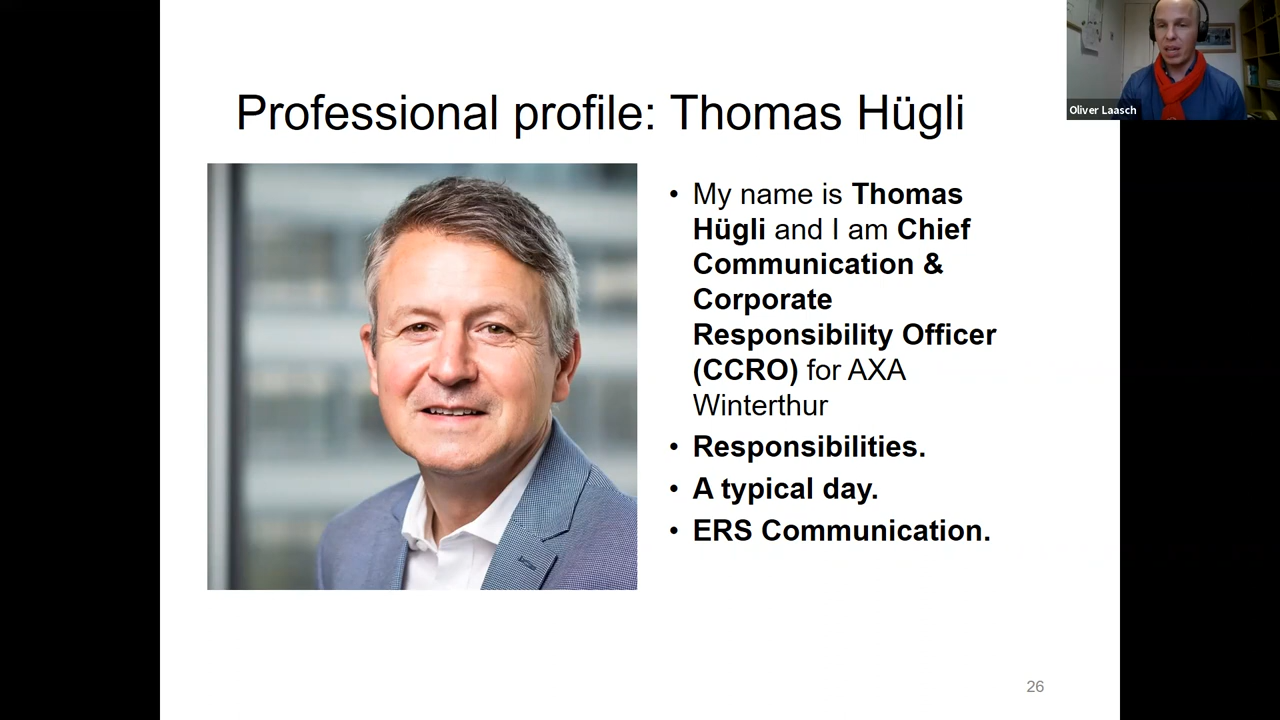 Professional profile: Thomas Hügli
Oliver Laasch
• My name is Thomas
Hügli and I am Chief
Communication &
Corporate
Responsibility Officer
(CCRO) for AXA
Winterthur
• Responsibilities.
• A typical day.
• ERS Communication.
26